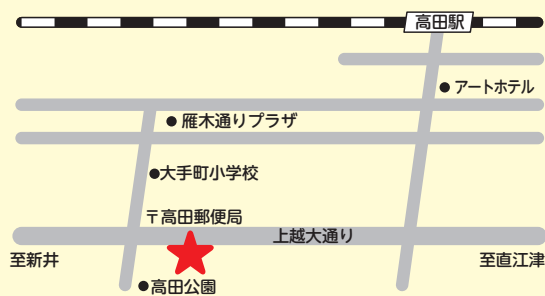 高田駅
アートホテル
雁木通りプラザ
大手町小学校
〒高田郵便局
上越大通り
至新井
至直江津
高田公園